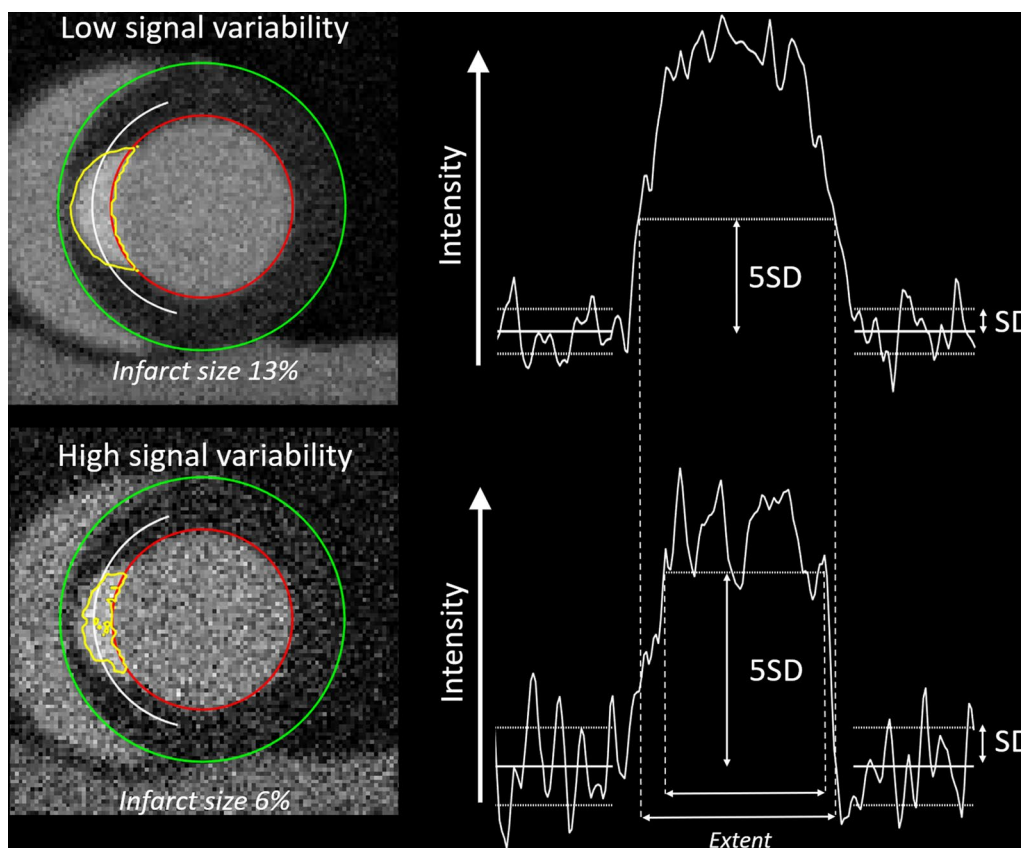 Low signal variability
Infarct size 13%
Intensity
5SD
SD
High signal variability
Infarct size 6%
Intensity
5SD
SD
Extent